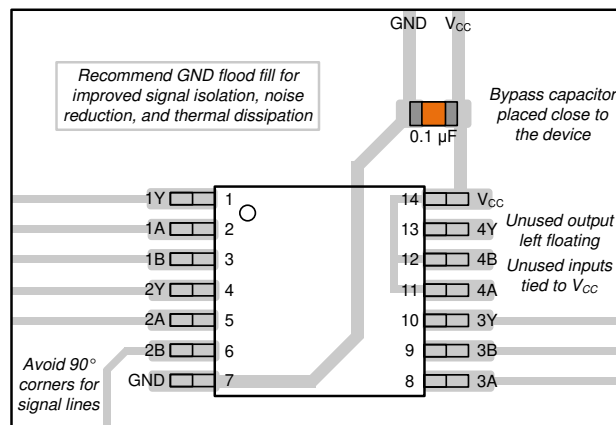 GND VCC
Recommend GND flood fill for
improved signal isolation, noise
reduction, and thermal dissipation
Bypass capacitor
placed close to
the device
0.1 µF
1Y 1 14 VCC
1A 2 13 4Y
1B 3 12 4B
2Y 4 11 4A
2A 5 10 3Y
2B 6 9 3B
GND 7 8 3A
Unused output
left floating
Unused inputs
tied to VCC
Avoid 90°
corners for
signal lines